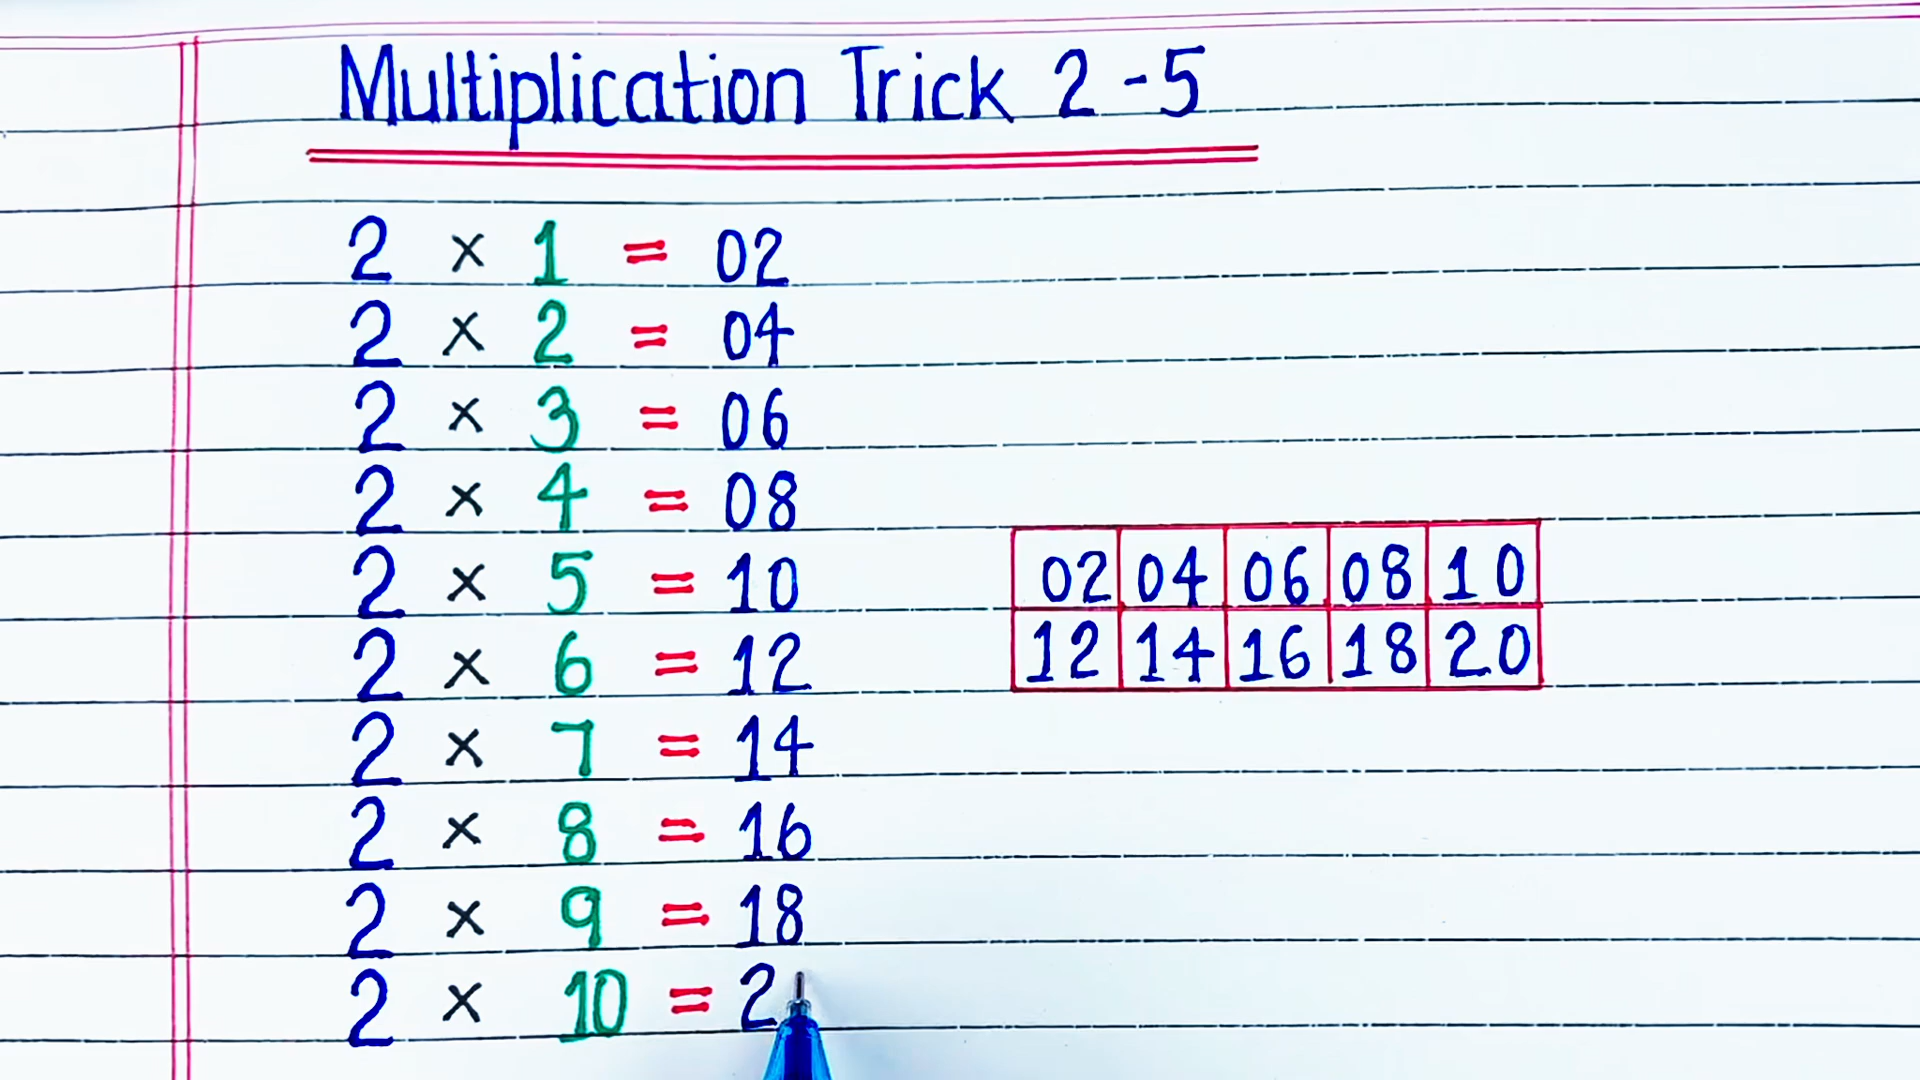 Multiplication Trick 2 - 5
2 × 1 = 02
2 × 2 = 04
2 × 3 = 06
2 × 4 = 08
2 × 5 = 10
2 × 6 = 12
2 × 7 = 14
2 × 8 = 16
2 × 9 = 18
2 × 10 = 2
02 04 06 08 10
12 14 16 18 20